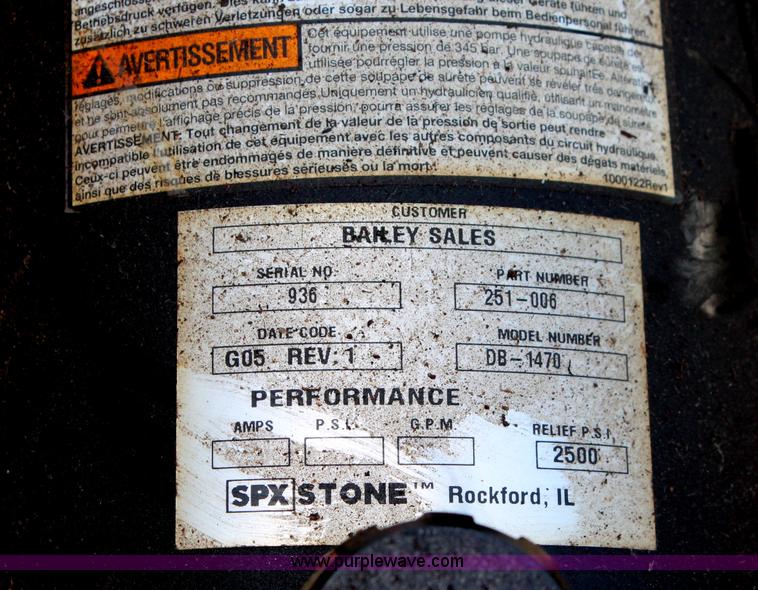 Betriebsdruck verfügen. Dies kann
dieser Geräte führen und
zusätzlich zu schweren Verletzungen oder sogar zu Lebensgefahr beim Bedienpersonal führen.
AVERTISSEMENT
Cet équipement utilise une pompe hydraulique capable de
fournir une pression de 345 Bar. Une soupape de sûreté est
utilisée pour régler la pression à la valeur souhaitée.
réglages, modifications ou suppression de cette soupape de sûreté peuvent se révéler très dangereux
et ne sont absolument pas recommandés. Uniquement un hydraulicien qualifié, utilisant un manomètre
pour permettre l'affichage précis de la pression, pourra assurer les réglages de la soupape de sûreté.
AVERTISSEMENT: Tout changement de la valeur de la pression de sortie peut rendre
incompatible l'utilisation de cet équipement avec les autres composants du circuit hydraulique.
Ceux-ci peuvent être endommagés de manière définitive et peuvent causer des dégats matériels
ainsi que des risques de blessures sérieuses ou la mort.
1000122Rev1
CUSTOMER
BAILEY SALES
SERIAL NO. PART NUMBER
936 251-006
DATE CODE MODEL NUMBER
G05 REV. 1 DB-1470
PERFORMANCE
AMPS P.S.I. G.P.M. RELIEF P.S.I.
2500
SPX STONE™ Rockford, IL
www.purplewave.com